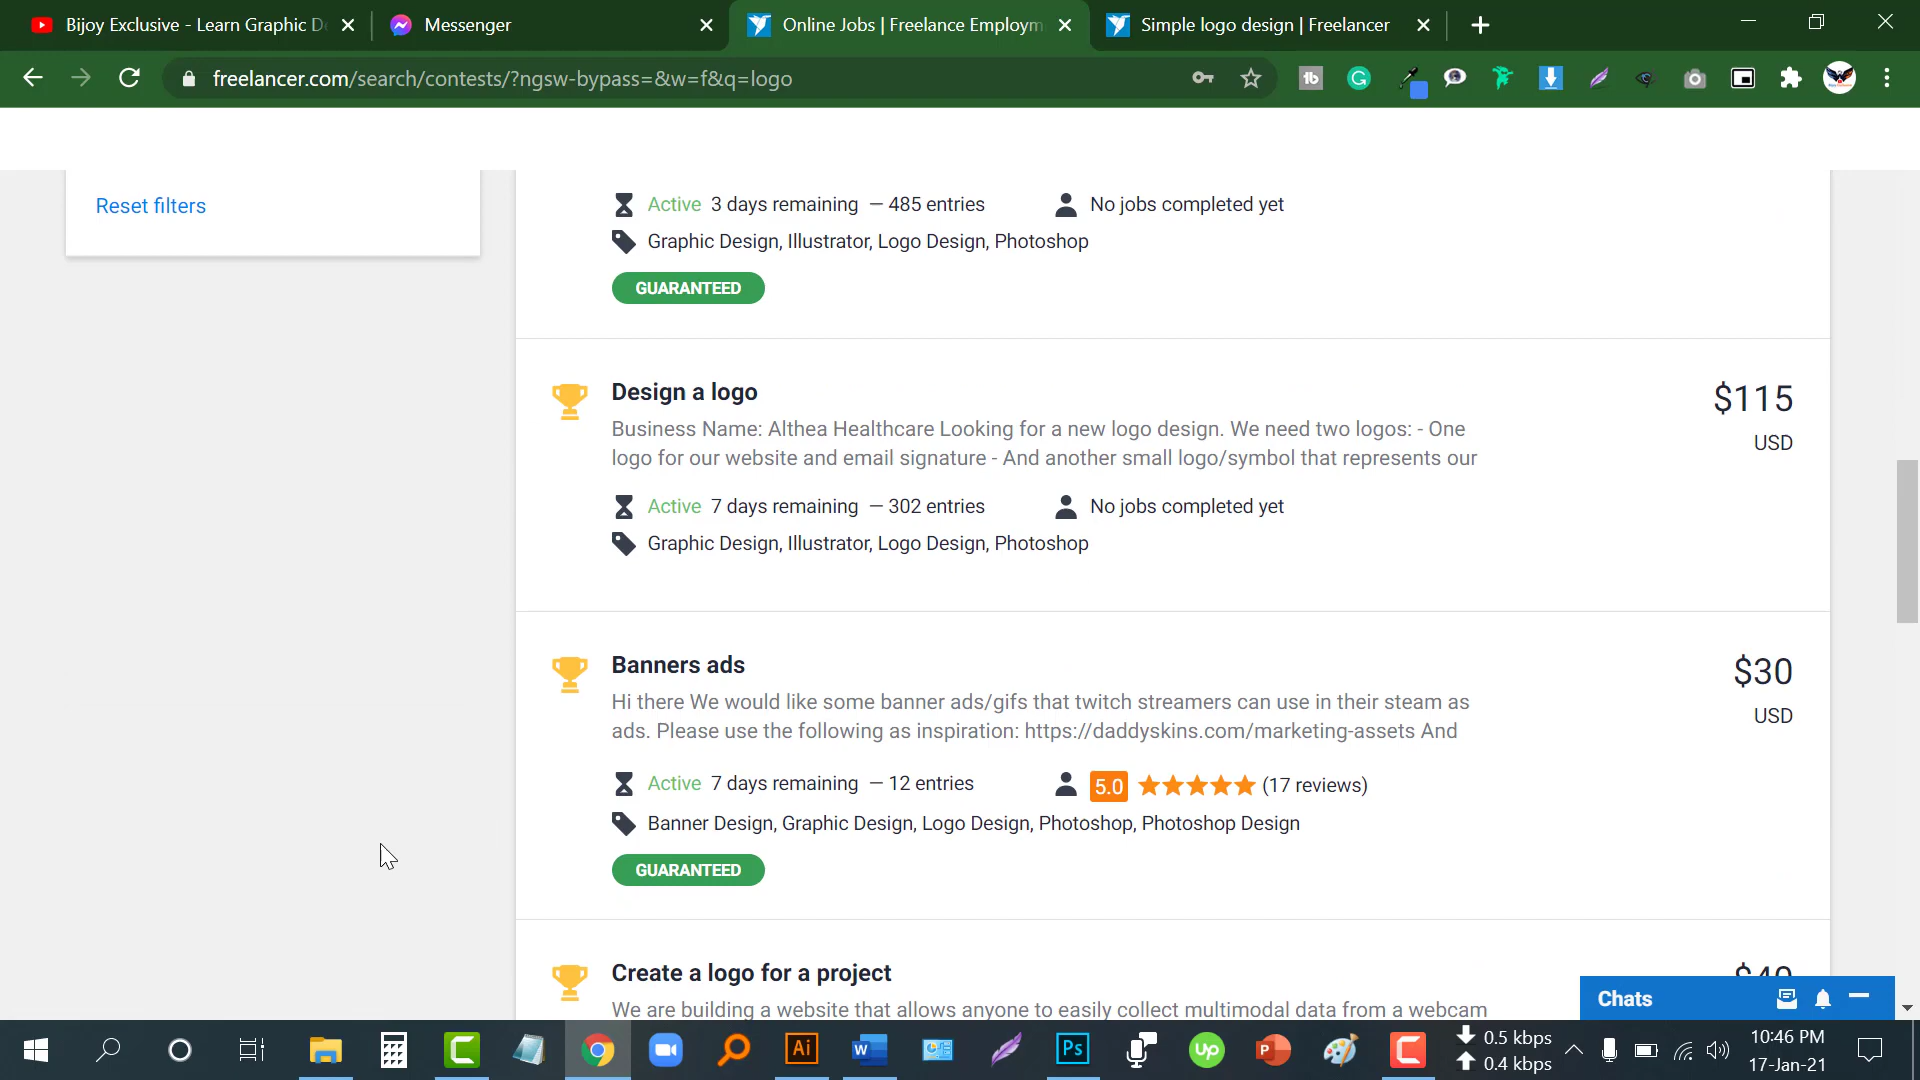 Bijoy Exclusive - Learn Graphic D
Messenger
Online Jobs | Freelance Employm
Simple logo design | Freelancer
freelancer.com/search/contests/?ngsw-bypass=&w=f&q=logo
Reset filters
Active 3 days remaining — 485 entries
No jobs completed yet
Graphic Design, Illustrator, Logo Design, Photoshop
GUARANTEED
Design a logo
$115
USD
Business Name: Althea Healthcare Looking for a new logo design. We need two logos: - One
logo for our website and email signature - And another small logo/symbol that represents our
Active 7 days remaining — 302 entries
No jobs completed yet
Graphic Design, Illustrator, Logo Design, Photoshop
Banners ads
$30
USD
Hi there We would like some banner ads/gifs that twitch streamers can use in their steam as
ads. Please use the following as inspiration: https://daddyskins.com/marketing-assets And
Active 7 days remaining — 12 entries
5.0 (17 reviews)
Banner Design, Graphic Design, Logo Design, Photoshop, Photoshop Design
GUARANTEED
Create a logo for a project
We are building a website that allows anyone to easily collect multimodal data from a webcam
Chats
0.5 kbps
0.4 kbps
10:46 PM
17-Jan-21
Ai
W
Ps
Up
P